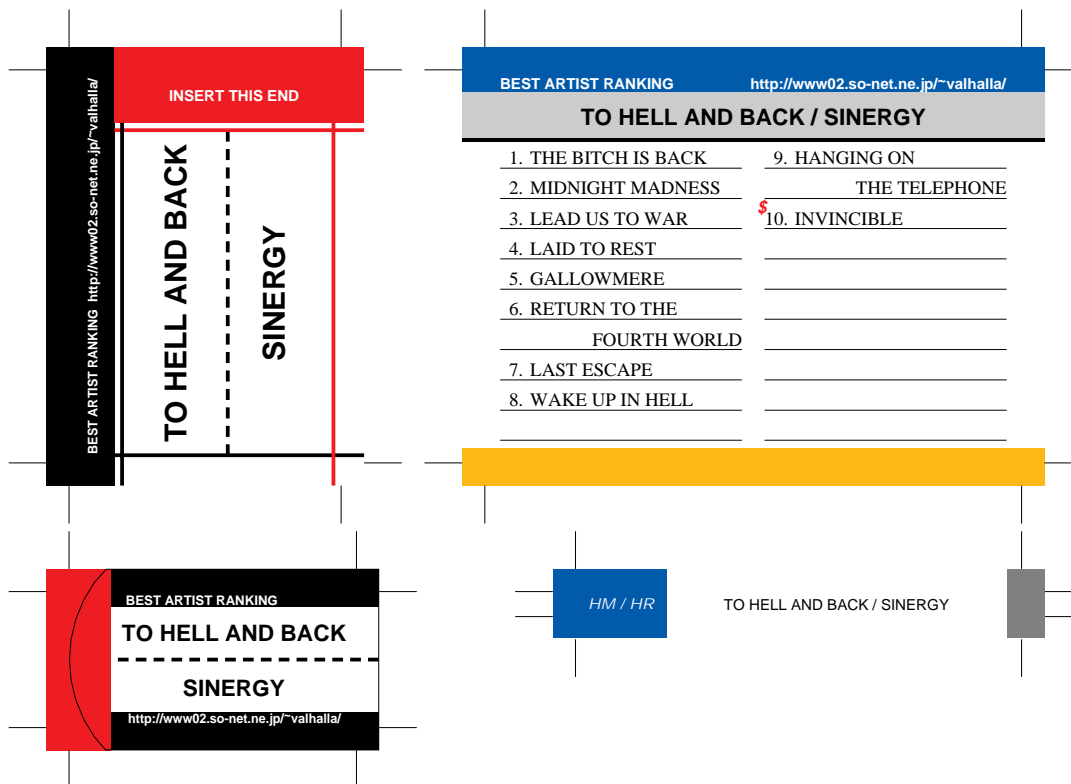 INSERT THIS END
BEST ARTIST RANKING http://www02.so-net.ne.jp/~valhalla/
TO HELL AND BACK
SINERGY
BEST ARTIST RANKING http://www02.so-net.ne.jp/~valhalla/
TO HELL AND BACK / SINERGY
1. THE BITCH IS BACK
2. MIDNIGHT MADNESS
3. LEAD US TO WAR
4. LAID TO REST
5. GALLOWMERE
6. RETURN TO THE
FOURTH WORLD
7. LAST ESCAPE
8. WAKE UP IN HELL
9. HANGING ON
THE TELEPHONE
$
10. INVINCIBLE
BEST ARTIST RANKING
TO HELL AND BACK
SINERGY
http://www02.so-net.ne.jp/~valhalla/
HM / HR
TO HELL AND BACK / SINERGY